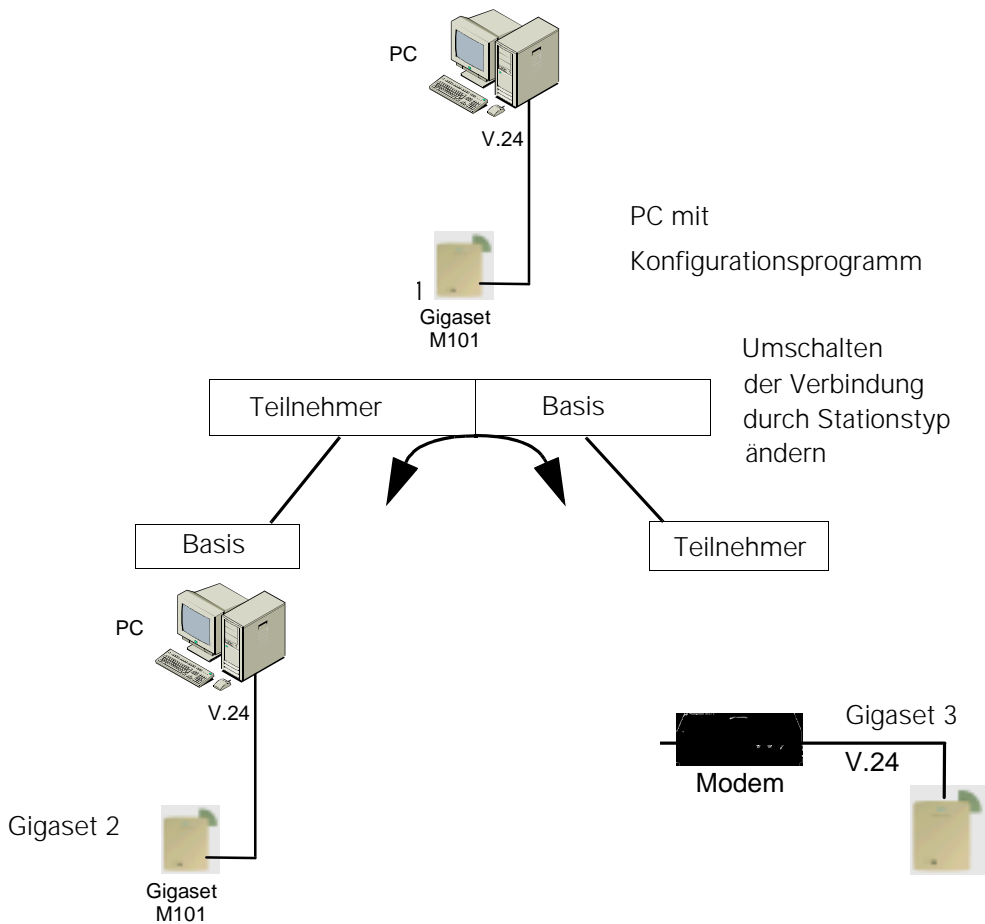 PC
V.24
PC mit
Konfigurationsprogramm
1
Gigaset
M101
Umschalten
der Verbindung
durch Stationstyp
ändern
Teilnehmer
Basis
Basis
Teilnehmer
PC
V.24
Gigaset 3
V.24
Modem
Gigaset 2
Gigaset
M101